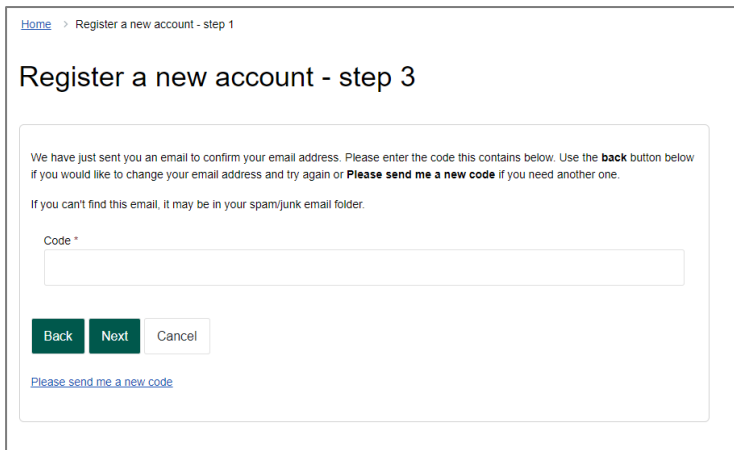 Home > Register a new account - step 1
Register a new account - step 3
We have just sent you an email to confirm your email address. Please enter the code this contains below. Use the back button below
if you would like to change your email address and try again or Please send me a new code if you need another one.
If you can't find this email, it may be in your spam/junk email folder.
Code *
Back Next Cancel
Please send me a new code